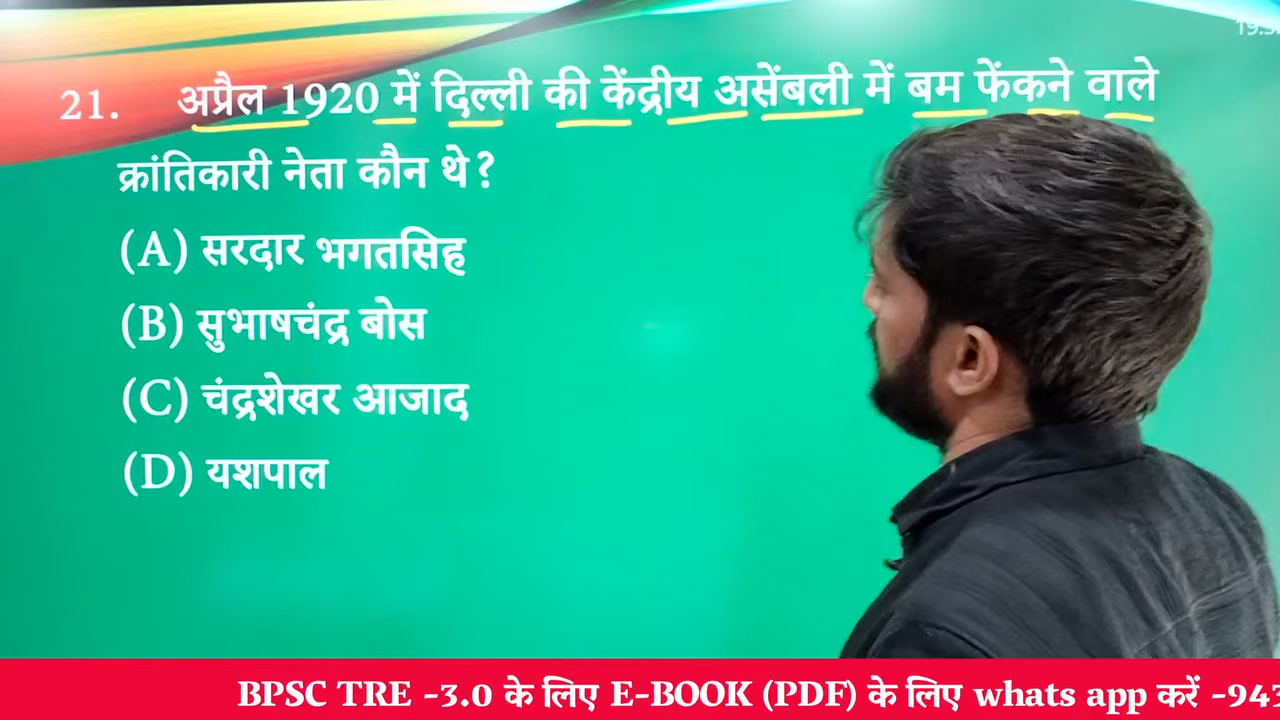 21. अप्रैल 1920 में दिल्ली की केंद्रीय असेंबली में बम फेंकने वाले
क्रांतिकारी नेता कौन थे?
(A) सरदार भगतसिह
(B) सुभाषचंद्र बोस
(C) चंद्रशेखर आजाद
(D) यशपाल
BPSC TRE -3.0 के लिए E-BOOK (PDF) के लिए whats app करें -943